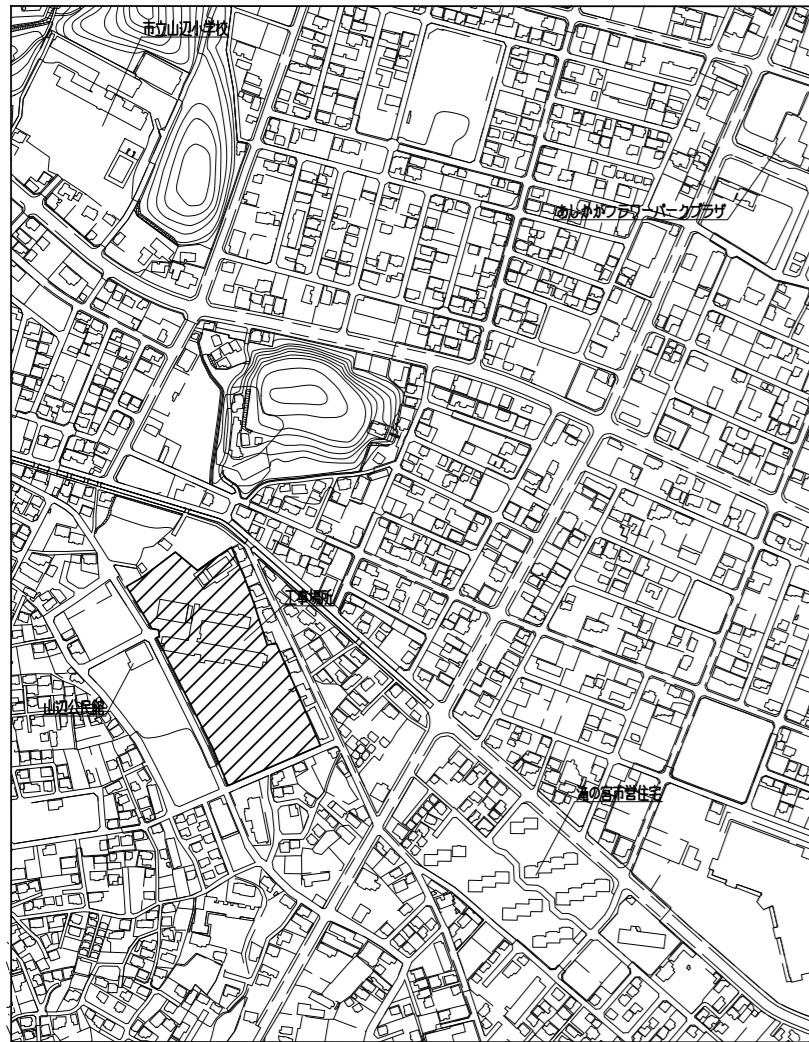 市立山辺小学校
あしかがフラワーパークプラザ
工事場所
山辺公民館
亀の宮市営住宅